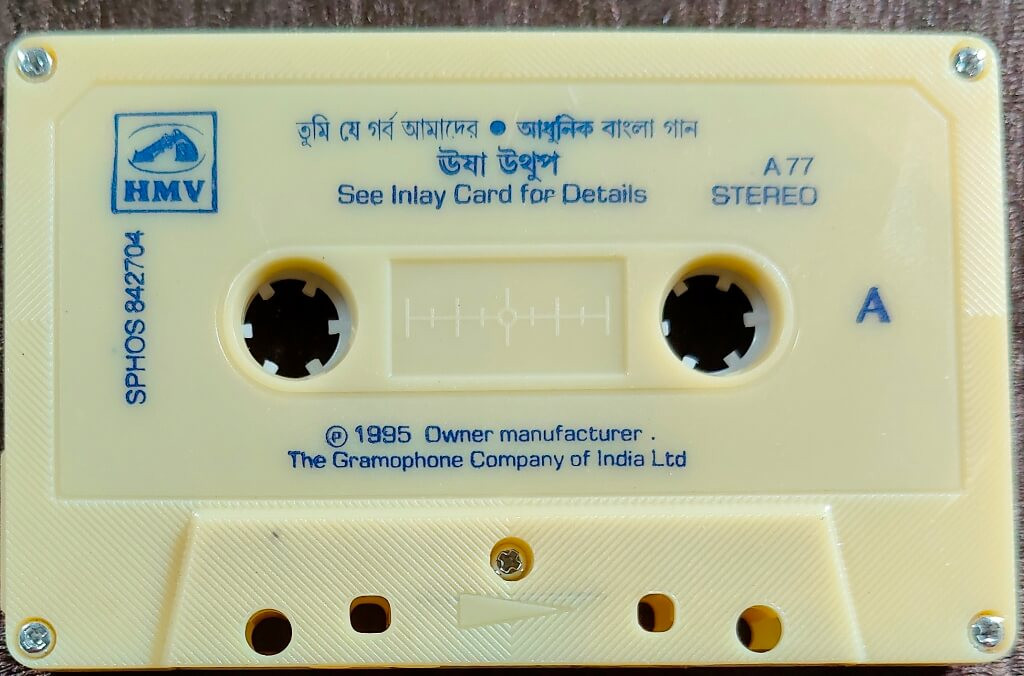 তুমি যে গর্ব আমাদের ● আধুনিক বাংলা গান
ঊষা উথুপ
See Inlay Card for Details
A 77
STEREO
HMV
SPHOS 842704
A
℗ 1995 Owner manufacturer .
The Gramophone Company of India Ltd